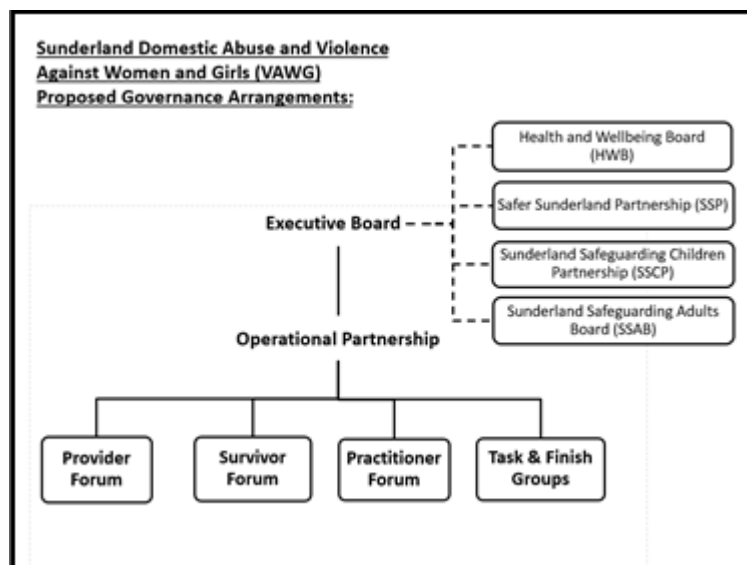 Sunderland Domestic Abuse and Violence
Against Women and Girls (VAWG)
Proposed Governance Arrangements:
Health and Wellbeing Board
(HWB)
Safer Sunderland Partnership (SSP)
Executive Board
Sunderland Safeguarding Children
Partnership (SSCP)
Sunderland Safeguarding Adults
Board (SSAB)
Operational Partnership
Provider
Forum
Survivor
Forum
Practitioner
Forum
Task & Finish
Groups